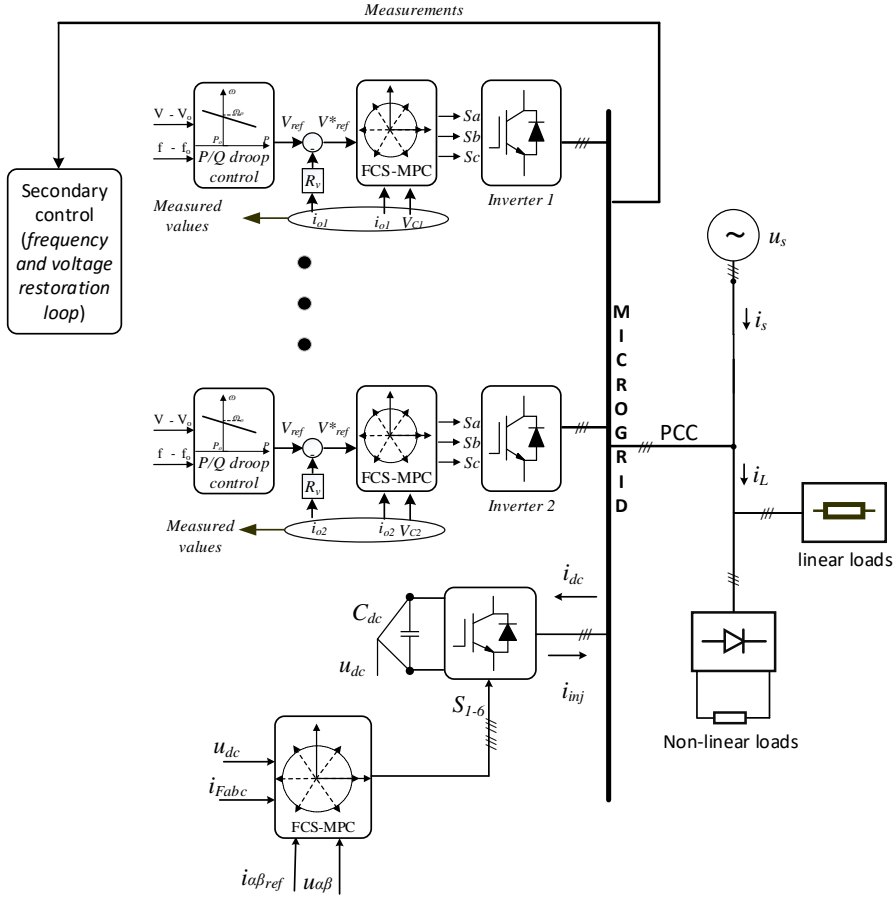 Measurements
Secondary
control
(frequency
and voltage
restoration
loop)
V - Vo
f - fo
ω
Po
P
P/Q droop
control
Vref
V*ref
-
Rv
FCS-MPC
Sa
Sb
Sc
Inverter 1
Measured
values
io1
io1
VC1
V - Vo
f - fo
ω
Po
P
P/Q droop
control
Vref
V*ref
-
Rv
FCS-MPC
Sa
Sb
Sc
Inverter 2
Measured
values
io2
io2
VC2
MICROGRID
PCC
~
us
is
iL
linear loads
Non-linear loads
Cdc
udc
idc
iinj
S1-6
udc
iFabc
FCS-MPC
iαβref
uαβ